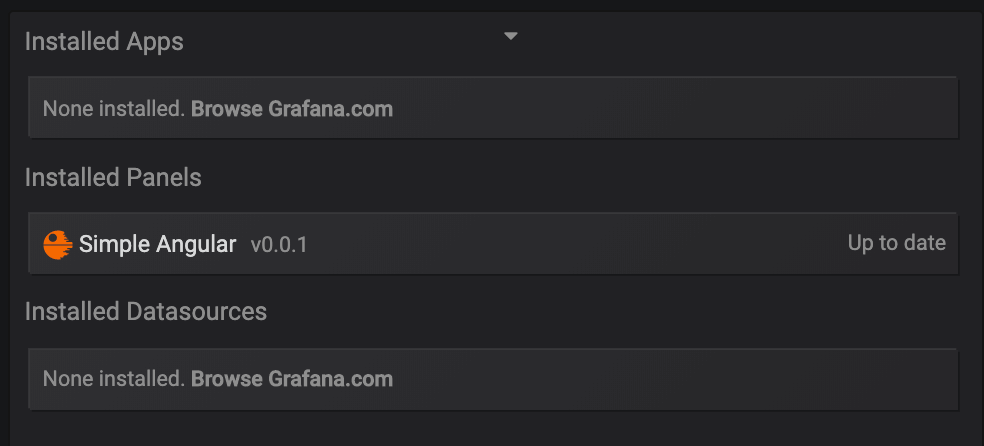 Installed Apps
None installed. Browse Grafana.com
Installed Panels
Simple Angular v0.0.1 Up to date
Installed Datasources
None installed. Browse Grafana.com